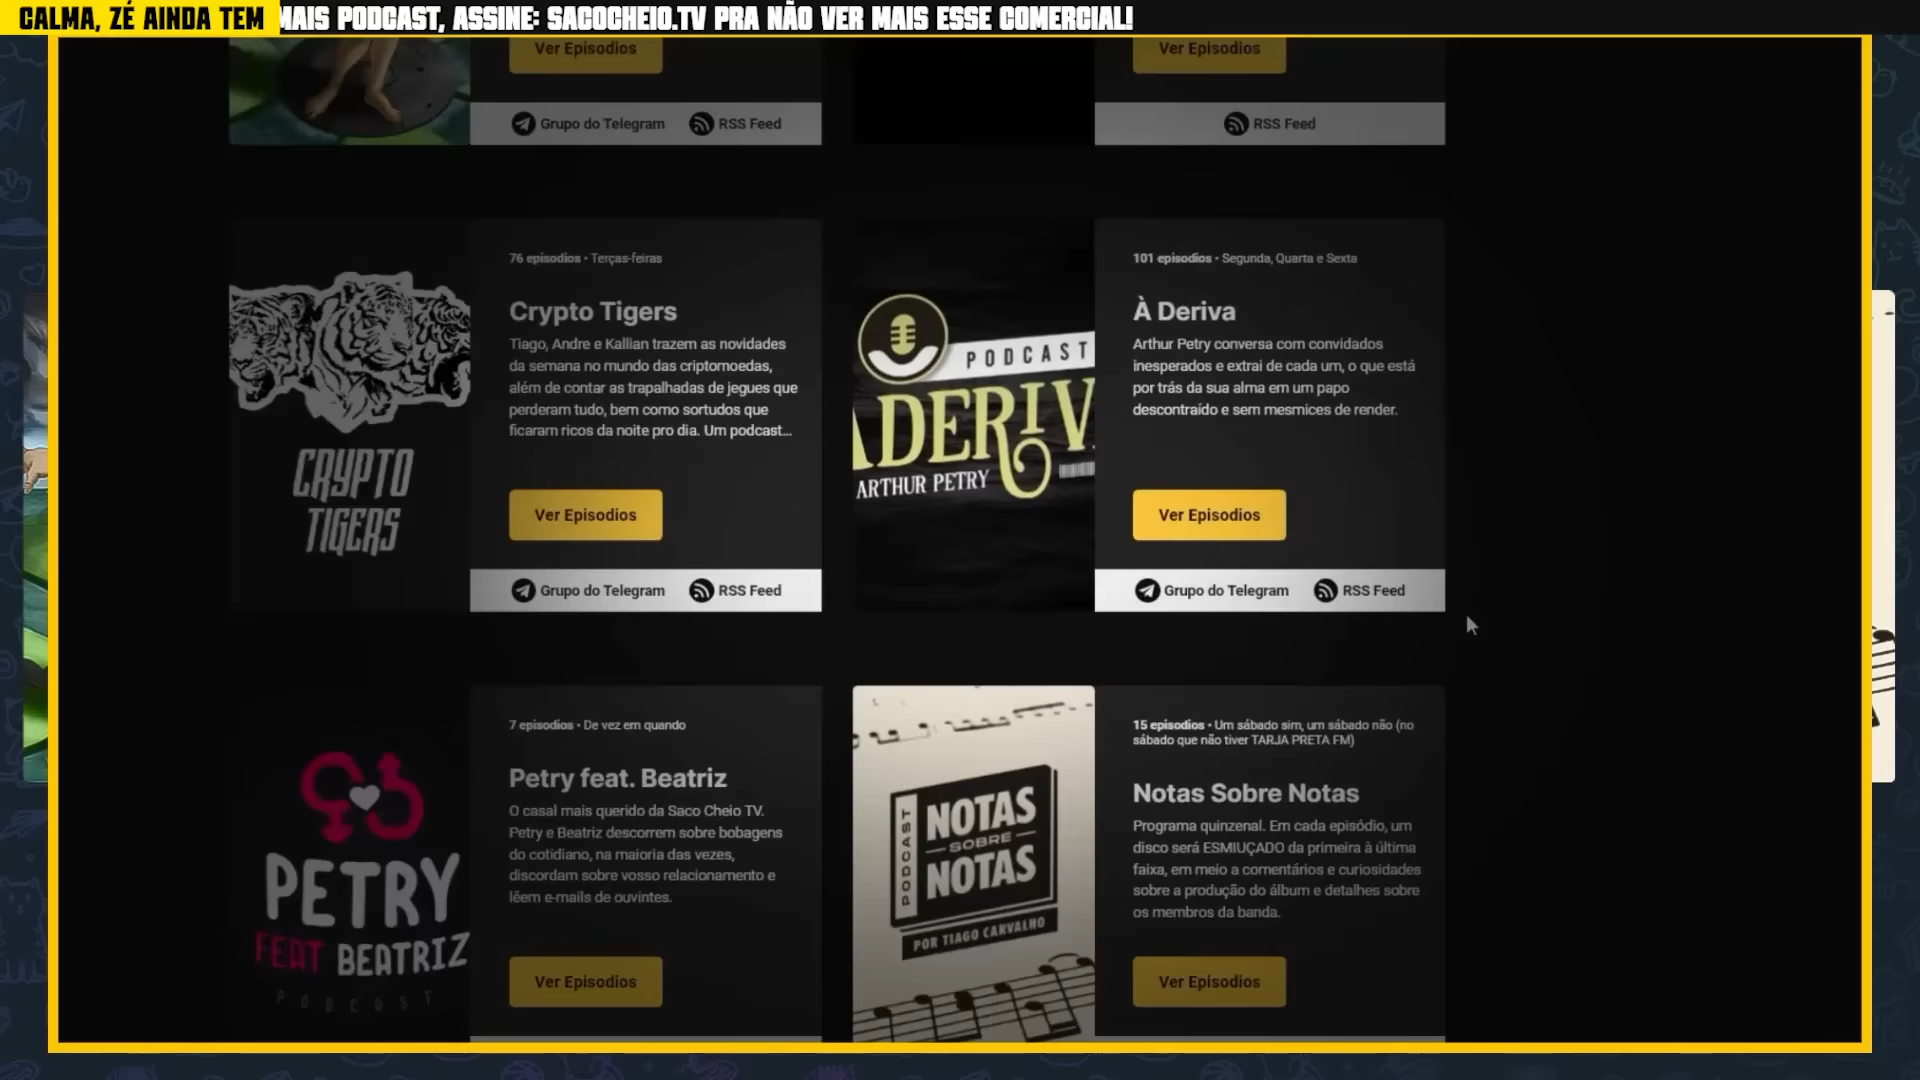 CALMA, ZÉ AINDA TEM
MAIS PODCAST, ASSINE: SACOCHEIO.TV PRA NÃO VER MAIS ESSE COMERCIAL!
Ver Episodios
Grupo do Telegram
RSS Feed
Ver Episodios
RSS Feed
CRYPTO
TIGERS
76 episodios • Terças-feiras
Crypto Tigers
Tiago, Andre e Kallian trazem as novidades
da semana no mundo das criptomoedas,
além de contar as trapalhadas de jegues que
perderam tudo, bem como sortudos que
ficaram ricos da noite pro dia. Um podcast...
Ver Episodios
Grupo do Telegram
RSS Feed
PODCAST
ADERIVA
ARTHUR PETRY
101 episodios • Segunda, Quarta e Sexta
À Deriva
Arthur Petry conversa com convidados
inesperados e extrai de cada um, o que está
por trás da sua alma em um papo
descontraído e sem mesmices de render.
Ver Episodios
Grupo do Telegram
RSS Feed
PETRY
FEAT BEATRIZ
PODCAST
7 episodios • De vez em quando
Petry feat. Beatriz
O casal mais querido da Saco Cheio TV.
Petry e Beatriz descorrem sobre bobagens
do cotidiano, na maioria das vezes,
discordam sobre vosso relacionamento e
lêem e-mails de ouvintes.
Ver Episodios
PODCAST
NOTAS
SOBRE
NOTAS
POR TIAGO CARVALHO
15 episodios • Um sábado sim, um sábado não (no
sábado que não tiver TARJA PRETA FM)
Notas Sobre Notas
Programa quinzenal. Em cada episódio, um
disco será ESMIUÇADO da primeira à última
faixa, em meio a comentários e curiosidades
sobre a produção do álbum e detalhes sobre
os membros da banda.
Ver Episodios